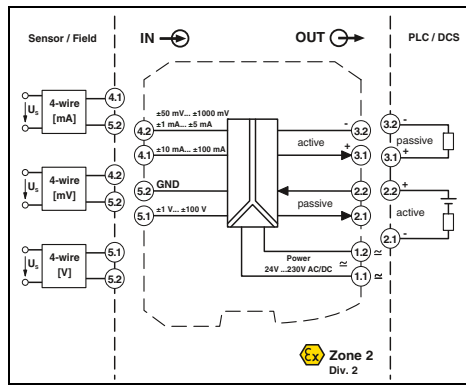 Sensor / Field
IN
OUT
PLC / DCS
Us
4-wire
[mA]
4.1
5.2
Us
4-wire
[mV]
4.2
5.2
Us
4-wire
[V]
5.1
5.2
±50 mV... ±1000 mV
±1 mA... ±5 mA
4.2
±10 mA... ±100 mA
4.1
GND
5.2
±1 V... ±100 V
5.1
-
3.2
active
+
3.1
2.2
passive
2.1
Power
24V ...230V AC/DC
1.2 ≃
1.1 ≃
3.2 -
passive
3.1 +
2.2 +
active
2.1 -
Ex Zone 2
Div. 2